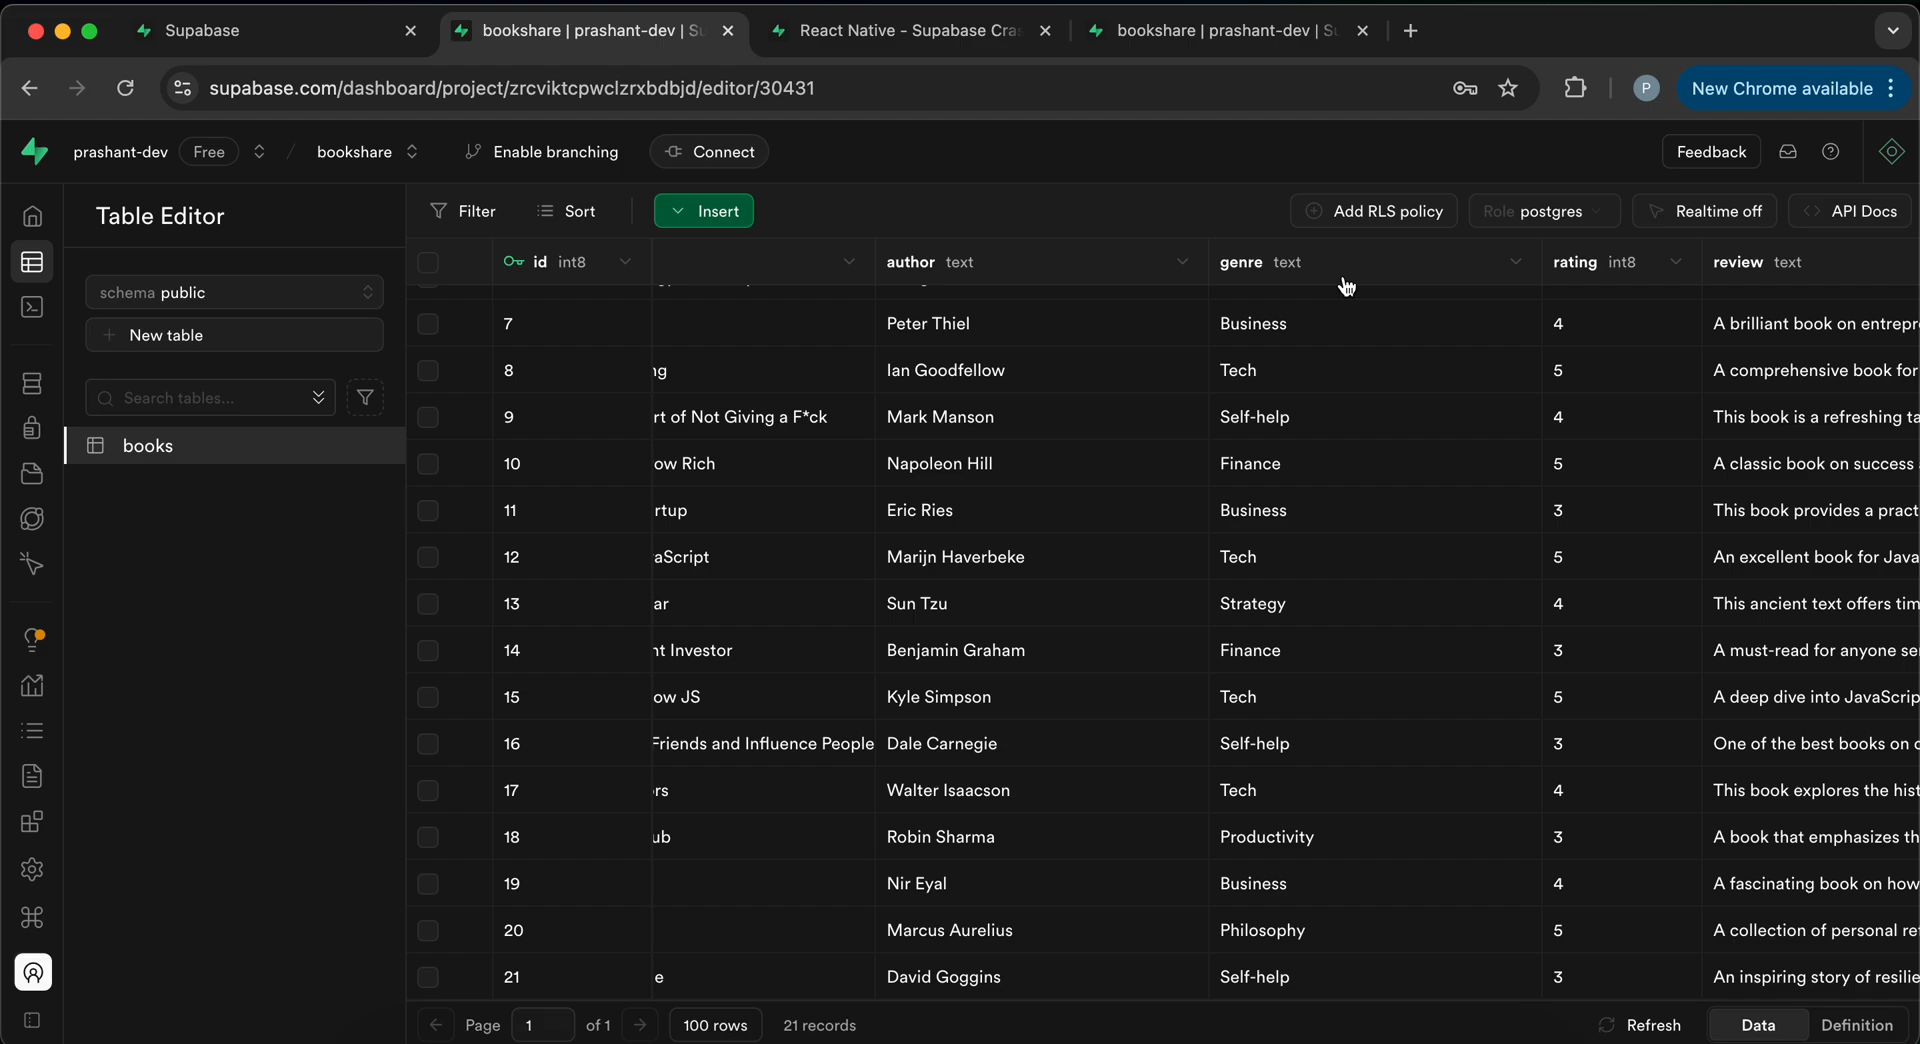 Supabase
bookshare | prashant-dev | Su
React Native - Supabase Cras
bookshare | prashant-dev | Su
supabase.com/dashboard/project/zrcviktcpwclzrxbdbjd/editor/30431
P
New Chrome available
prashant-dev Free / bookshare Enable branching Connect
Feedback
Table Editor
Filter Sort Insert
Add RLS policy Role postgres Realtime off API Docs
schema public
New table
Search tables...
books
id int8 author text genre text rating int8 review text
7 Peter Thiel Business 4 A brilliant book on entrepr
8 ng Ian Goodfellow Tech 5 A comprehensive book for
9 rt of Not Giving a F*ck Mark Manson Self-help 4 This book is a refreshing ta
10 ow Rich Napoleon Hill Finance 5 A classic book on success a
11 rtup Eric Ries Business 3 This book provides a pract
12 aScript Marijn Haverbeke Tech 5 An excellent book for Java
13 ar Sun Tzu Strategy 4 This ancient text offers tim
14 nt Investor Benjamin Graham Finance 3 A must-read for anyone se
15 ow JS Kyle Simpson Tech 5 A deep dive into JavaScrip
16 Friends and Influence People Dale Carnegie Self-help 3 One of the best books on c
17 rs Walter Isaacson Tech 4 This book explores the hist
18 ub Robin Sharma Productivity 3 A book that emphasizes th
19 Nir Eyal Business 4 A fascinating book on how
20 Marcus Aurelius Philosophy 5 A collection of personal ref
21 e David Goggins Self-help 3 An inspiring story of resilie
Page 1 of 1 100 rows 21 records
Refresh Data Definition